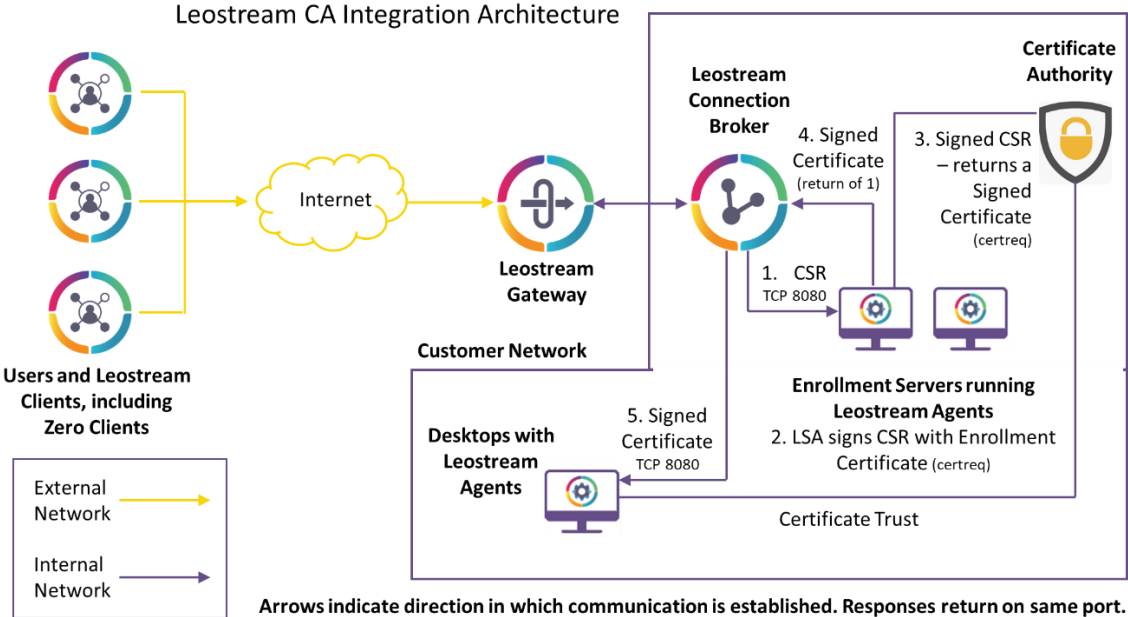 Leostream CA Integration Architecture
Certificate
Authority
Leostream
Connection
Broker
4. Signed
Certificate
(return of 1)
3. Signed CSR
– returns a
Signed
Certificate
(certreq)
Internet
Leostream
Gateway
1. CSR
TCP 8080
Customer Network
Users and Leostream
Clients, including
Zero Clients
Enrollment Servers running
Leostream Agents
2. LSA signs CSR with Enrollment
Certificate (certreq)
5. Signed
Certificate
TCP 8080
Desktops with
Leostream
Agents
Certificate Trust
External
Network
Internal
Network
Arrows indicate direction in which communication is established. Responses return on same port.